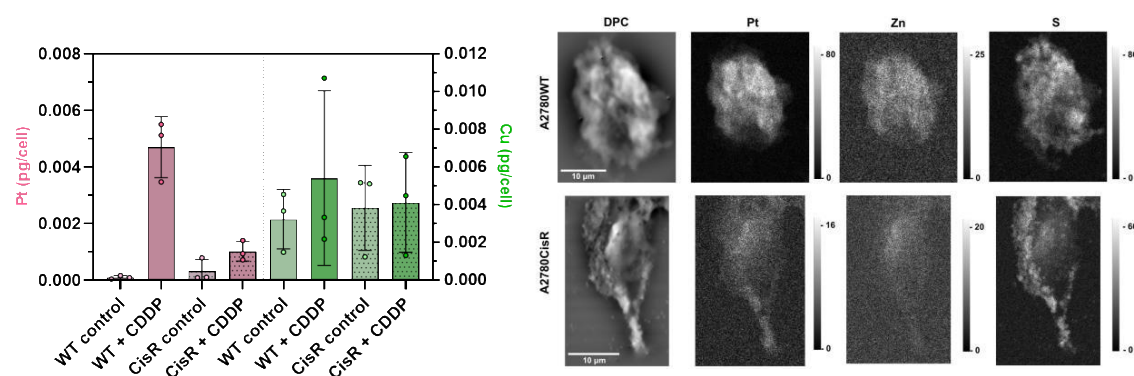 0.008
0.006
0.004
0.002
0.000
Pt (pg/cell)
0.012
0.010
0.008
0.006
0.004
0.002
0.000
Cu (pg/cell)
WT control
WT + CDDP
CisR control
CisR + CDDP
WT control
WT + CDDP
CisR control
CisR + CDDP
DPC Pt Zn S
A2780WT
10 µm
80
0
25
0
80
0
A2780CisR
10 µm
16
0
20
0
60
0